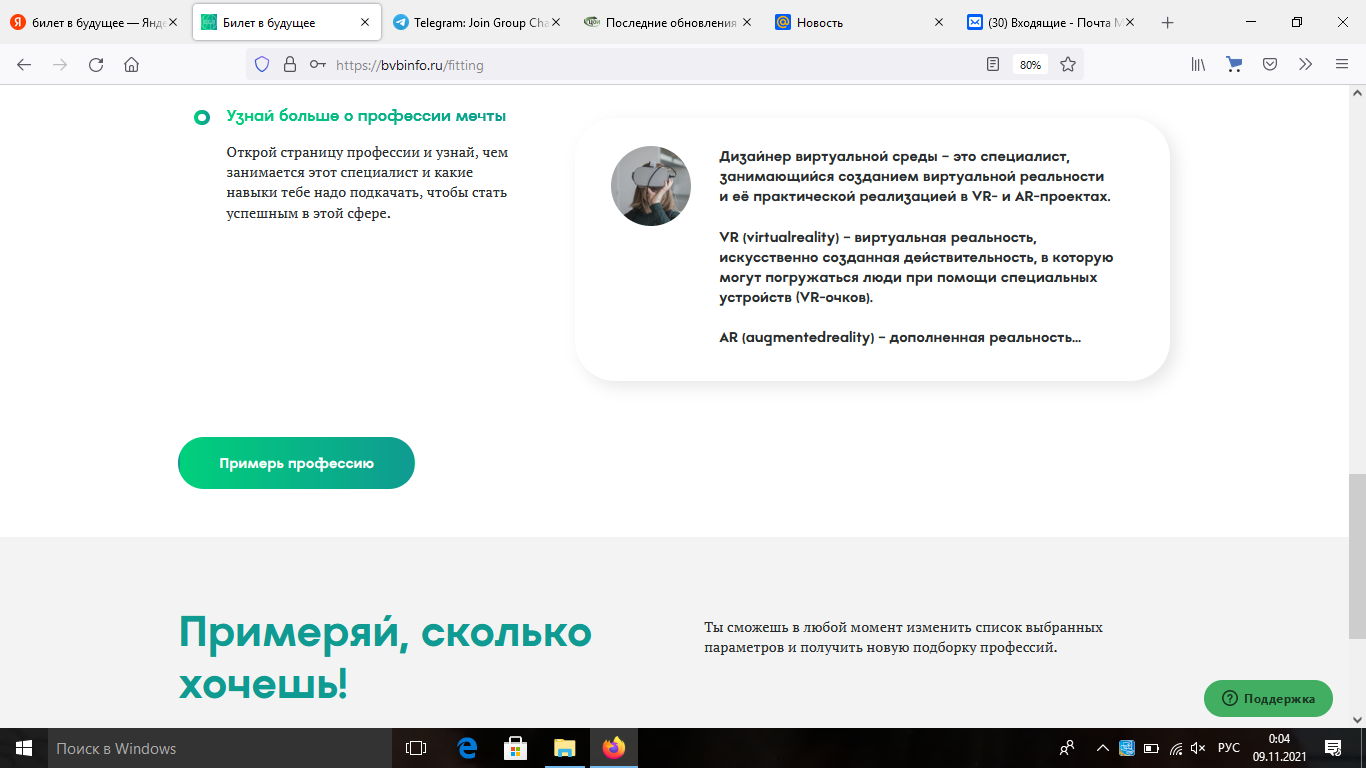 билет в будущее — Янде
Билет в будущее
Telegram: Join Group Cha
Последние обновления
Новость
(30) Входящие - Почта M
https://bvbinfo.ru/fitting
80%
Узнай больше о профессии мечты
Открой страницу профессии и узнай, чем
занимается этот специалист и какие
навыки тебе надо подкачать, чтобы стать
успешным в этой сфере.
Дизайнер виртуальной среды – это специалист,
занимающийся созданием виртуальной реальности
и её практической реализацией в VR- и AR-проектах.
VR (virtualreality) – виртуальная реальность,
искусственно созданная действительность, в которую
могут погружаться люди при помощи специальных
устройств (VR-очков).
AR (augmentedreality) – дополненная реальность...
Примерь профессию
Примеряй, сколько
хочешь!
Ты сможешь в любой момент изменить список выбранных
параметров и получить новую подборку профессий.
Поддержка
Поиск в Windows
РУС
0:04
09.11.2021